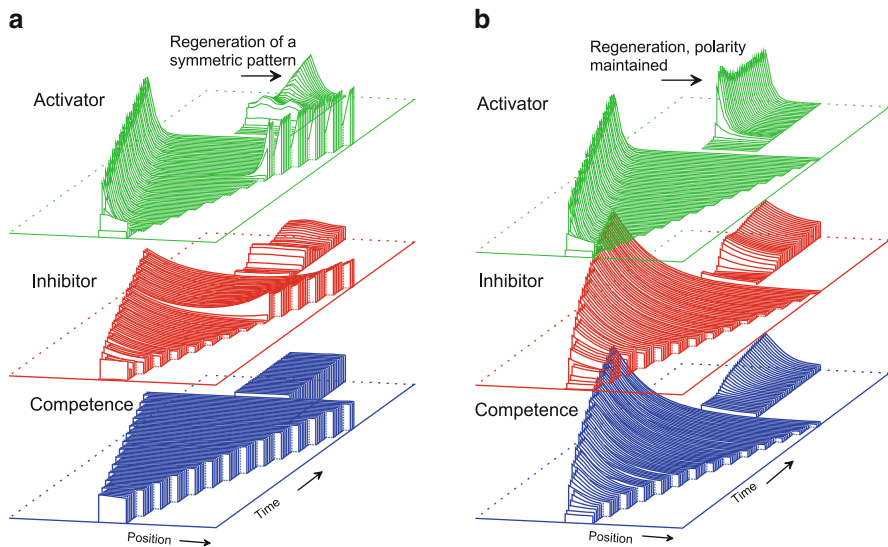 a
Regeneration of a
symmetric pattern
Activator
Inhibitor
Competence
Position
Time
b
Regeneration, polarity
maintained
Activator
Inhibitor
Competence
Position
Time